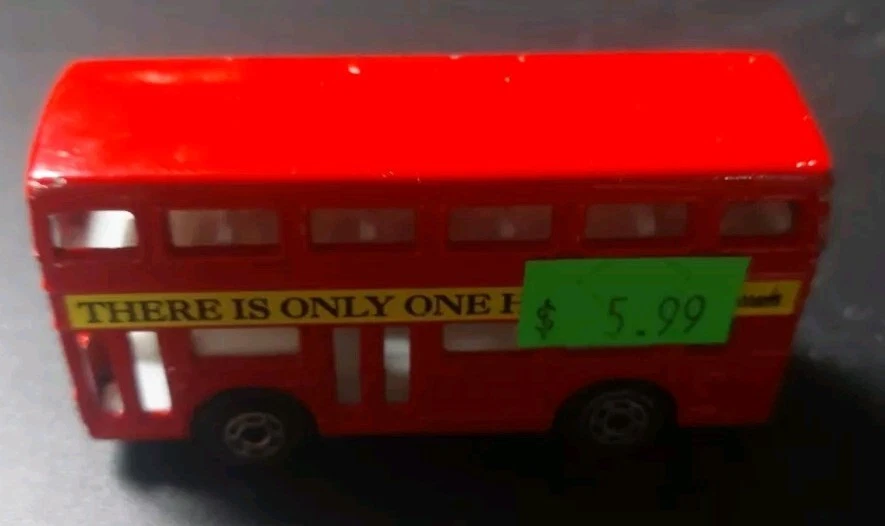 THERE IS ONLY ONE H
$ 5.99